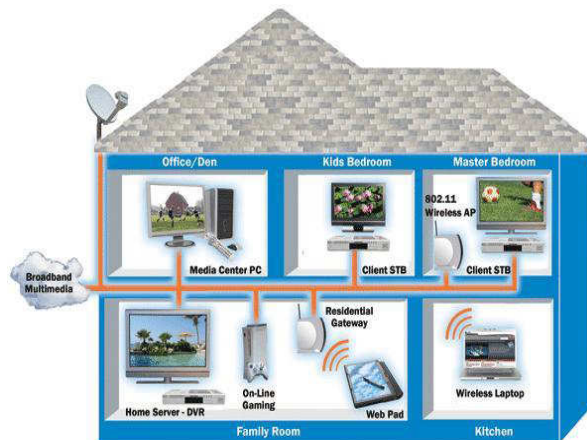 Office/Den
Kids Bedroom
Master Bedroom
802.11
Wireless AP
Media Center PC
Client STB
Client STB
Broadband
Multimedia
Residential
Gateway
Home Server - DVR
On-Line
Gaming
Web Pad
Wireless Laptop
Family Room
Kitchen